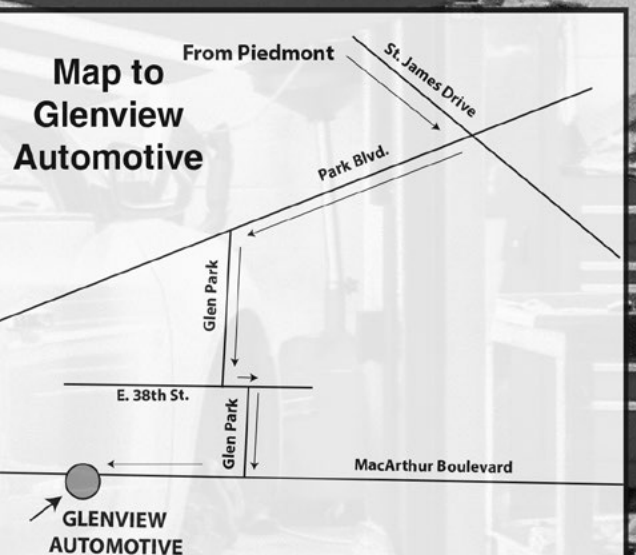 Map to
Glenview
Automotive
From Piedmont
St. James Drive
Park Blvd.
Glen Park
E. 38th St.
Glen Park
MacArthur Boulevard
GLENVIEW
AUTOMOTIVE